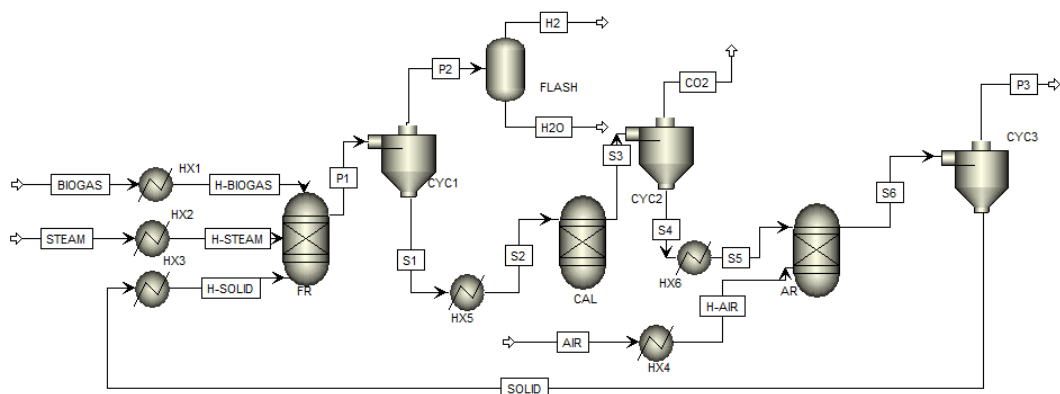 H2
P2
FLASH
H2O
CO2
P3
CYC3
S3
CYC2
S6
BIOGAS
HX1
H-BIOGAS
P1
CYC1
HX2
STEAM
H-STEAM
HX3
H-SOLID
FR
S1
S2
HX5
CAL
S4
HX6
S5
AR
H-AIR
AIR
HX4
SOLID